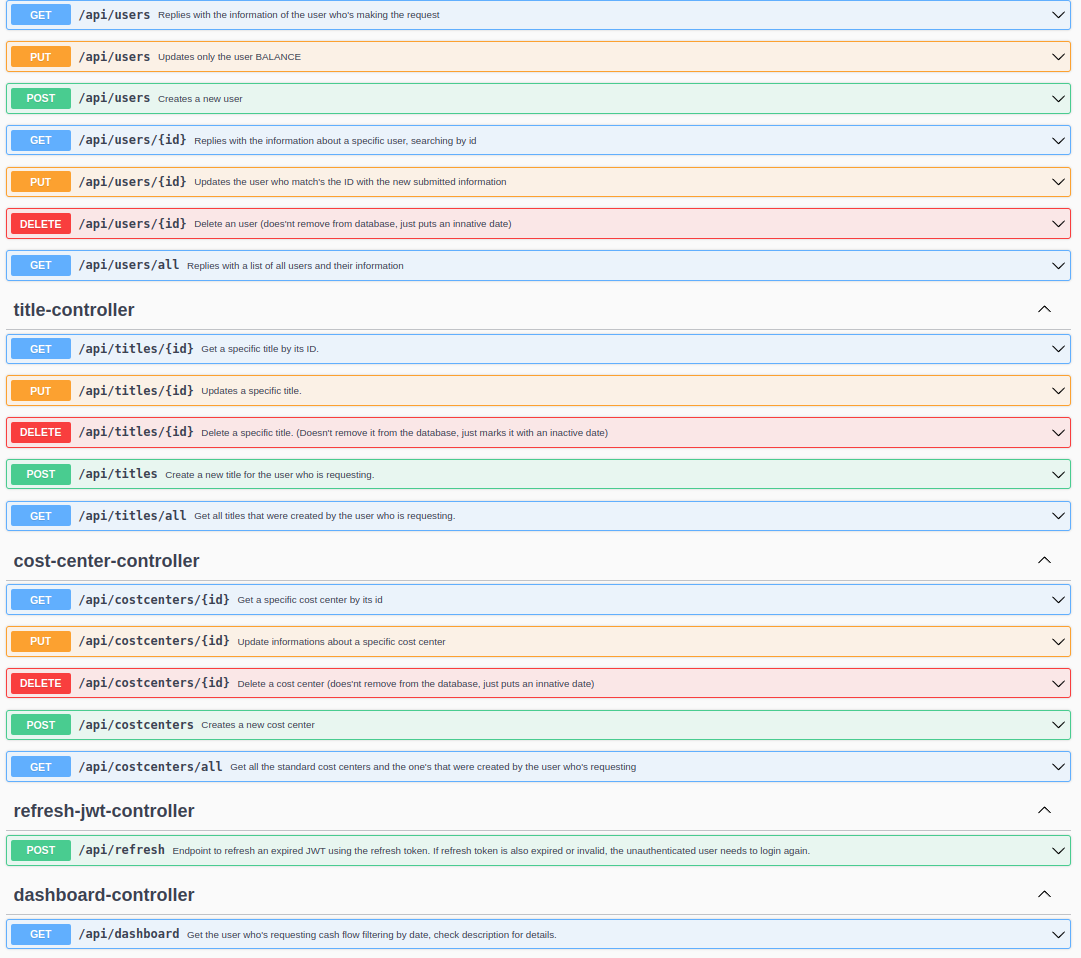 GET /api/users Replies with the information of the user who's making the request
PUT /api/users Updates only the user BALANCE
POST /api/users Creates a new user
GET /api/users/{id} Replies with the information about a specific user, searching by id
PUT /api/users/{id} Updates the user who match's the ID with the new submitted information
DELETE /api/users/{id} Delete an user (does'nt remove from database, just puts an innative date)
GET /api/users/all Replies with a list of all users and their information
title-controller
GET /api/titles/{id} Get a specific title by its ID.
PUT /api/titles/{id} Updates a specific title.
DELETE /api/titles/{id} Delete a specific title. (Doesn't remove it from the database, just marks it with an inactive date)
POST /api/titles Create a new title for the user who is requesting.
GET /api/titles/all Get all titles that were created by the user who is requesting.
cost-center-controller
GET /api/costcenters/{id} Get a specific cost center by its id
PUT /api/costcenters/{id} Update informations about a specific cost center
DELETE /api/costcenters/{id} Delete a cost center (does'nt remove from the database, just puts an innative date)
POST /api/costcenters Creates a new cost center
GET /api/costcenters/all Get all the standard cost centers and the one's that were created by the user who's requesting
refresh-jwt-controller
POST /api/refresh Endpoint to refresh an expired JWT using the refresh token. If refresh token is also expired or invalid, the unauthenticated user needs to login again.
dashboard-controller
GET /api/dashboard Get the user who's requesting cash flow filtering by date, check description for details.